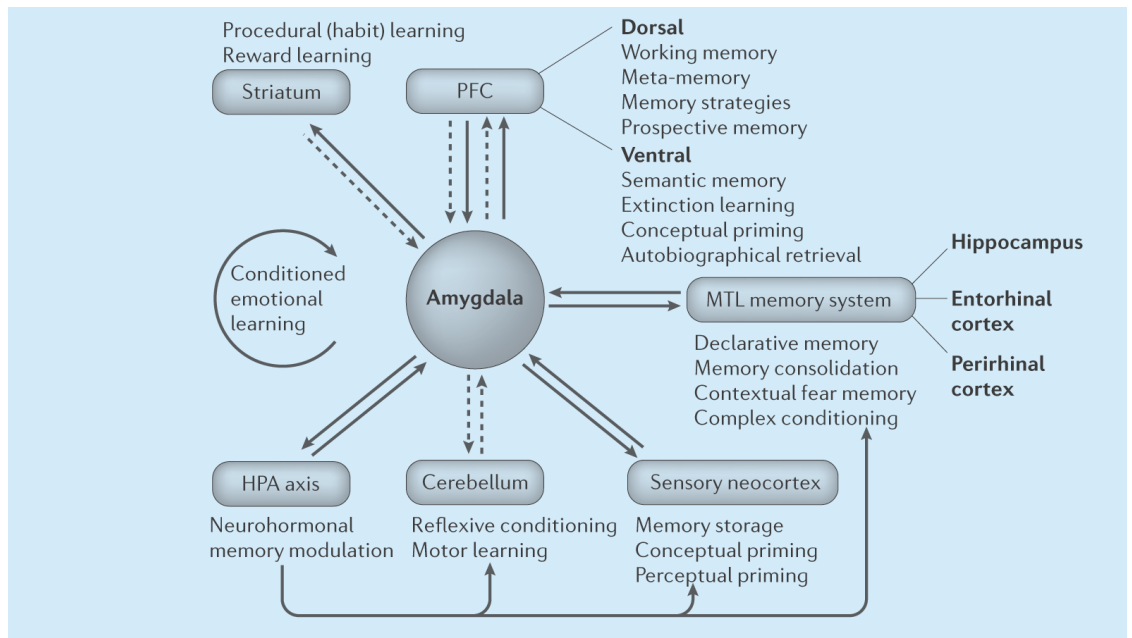 Procedural (habit) learning
Reward learning
Striatum
PFC
Dorsal
Working memory
Meta-memory
Memory strategies
Prospective memory
Ventral
Semantic memory
Extinction learning
Conceptual priming
Autobiographical retrieval
Conditioned
emotional
learning
Amygdala
MTL memory system
Hippocampus
Entorhinal
cortex
Perirhinal
cortex
Declarative memory
Memory consolidation
Contextual fear memory
Complex conditioning
HPA axis
Neurohormonal
memory modulation
Cerebellum
Reflexive conditioning
Motor learning
Sensory neocortex
Memory storage
Conceptual priming
Perceptual priming